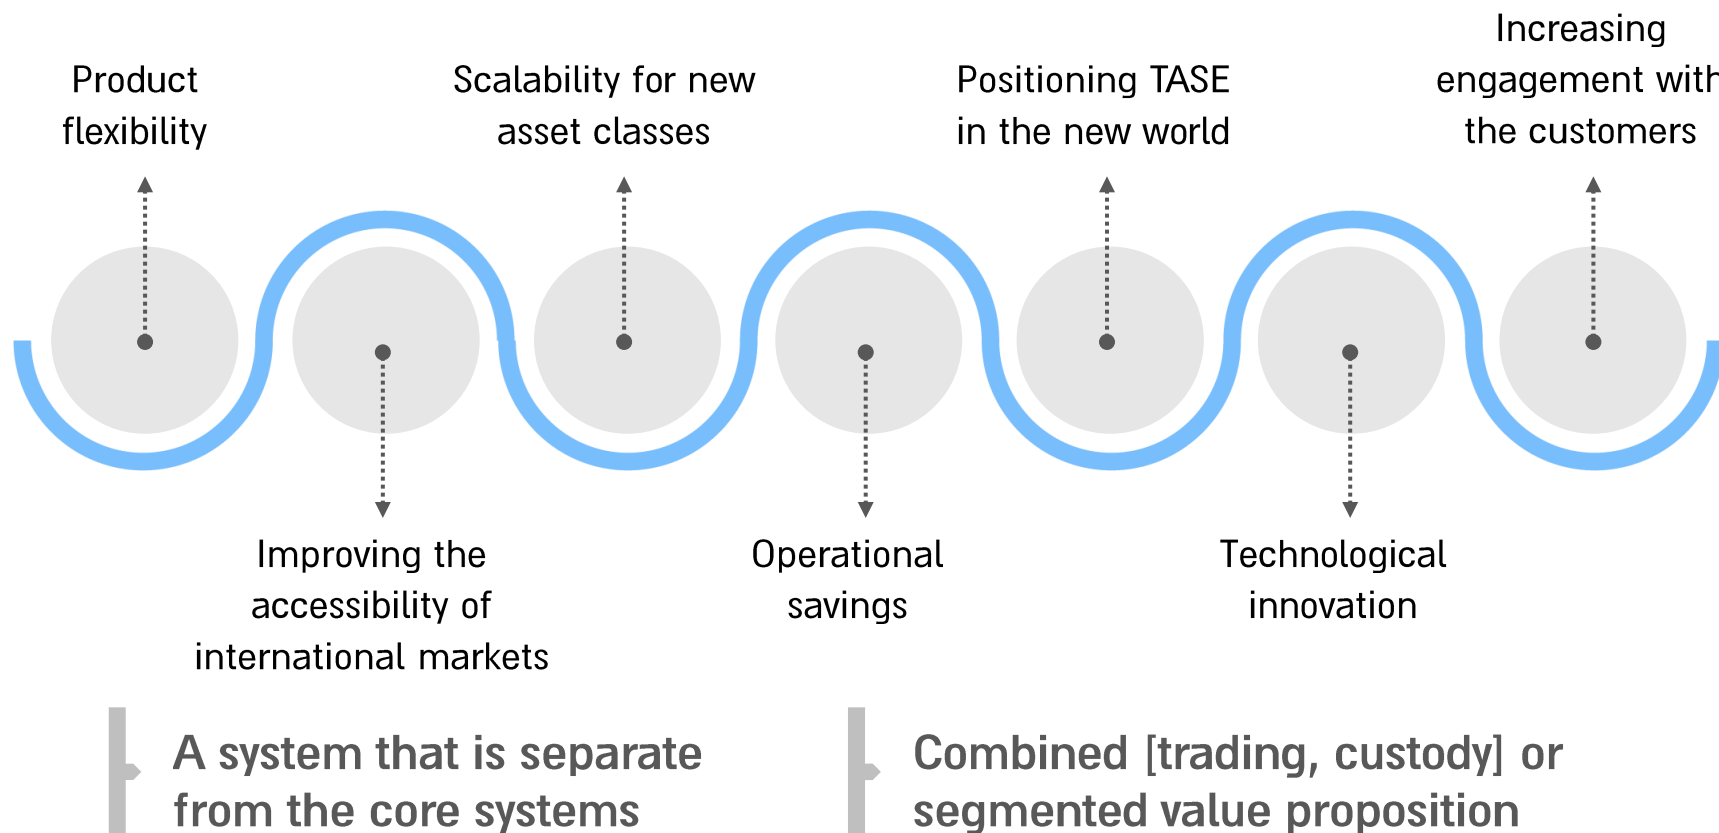 Product
flexibility
Scalability for new
asset classes
Positioning TASE
in the new world
Increasing
engagement with
the customers
Improving the
accessibility of
international markets
Operational
savings
Technological
innovation
A system that is separate
from the core systems
Combined [trading, custody] or
segmented value proposition